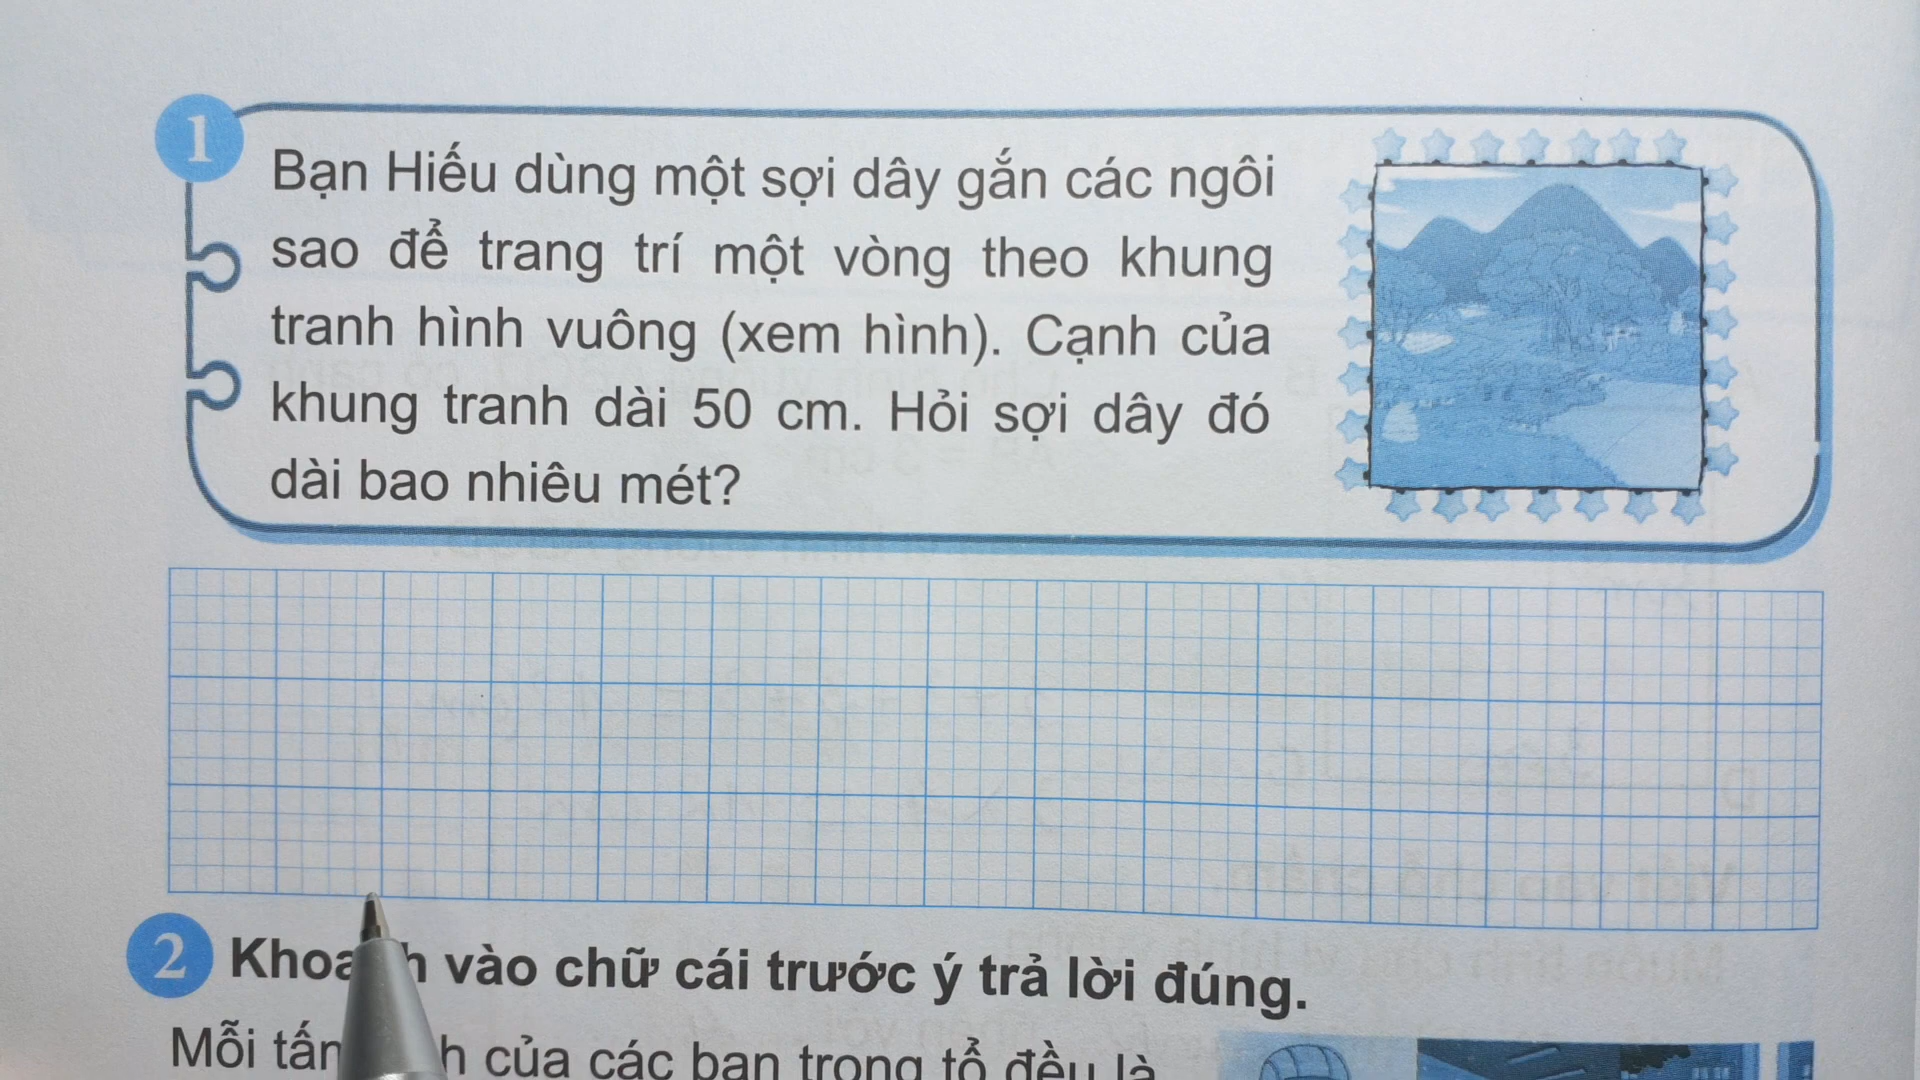 1
Bạn Hiếu dùng một sợi dây gắn các ngôi
sao để trang trí một vòng theo khung
tranh hình vuông (xem hình). Cạnh của
khung tranh dài 50 cm. Hỏi sợi dây đó
dài bao nhiêu mét?
2 vào chữ cái trước ý trả lời đúng.
Mỗi của các bạn trong tổ đều là